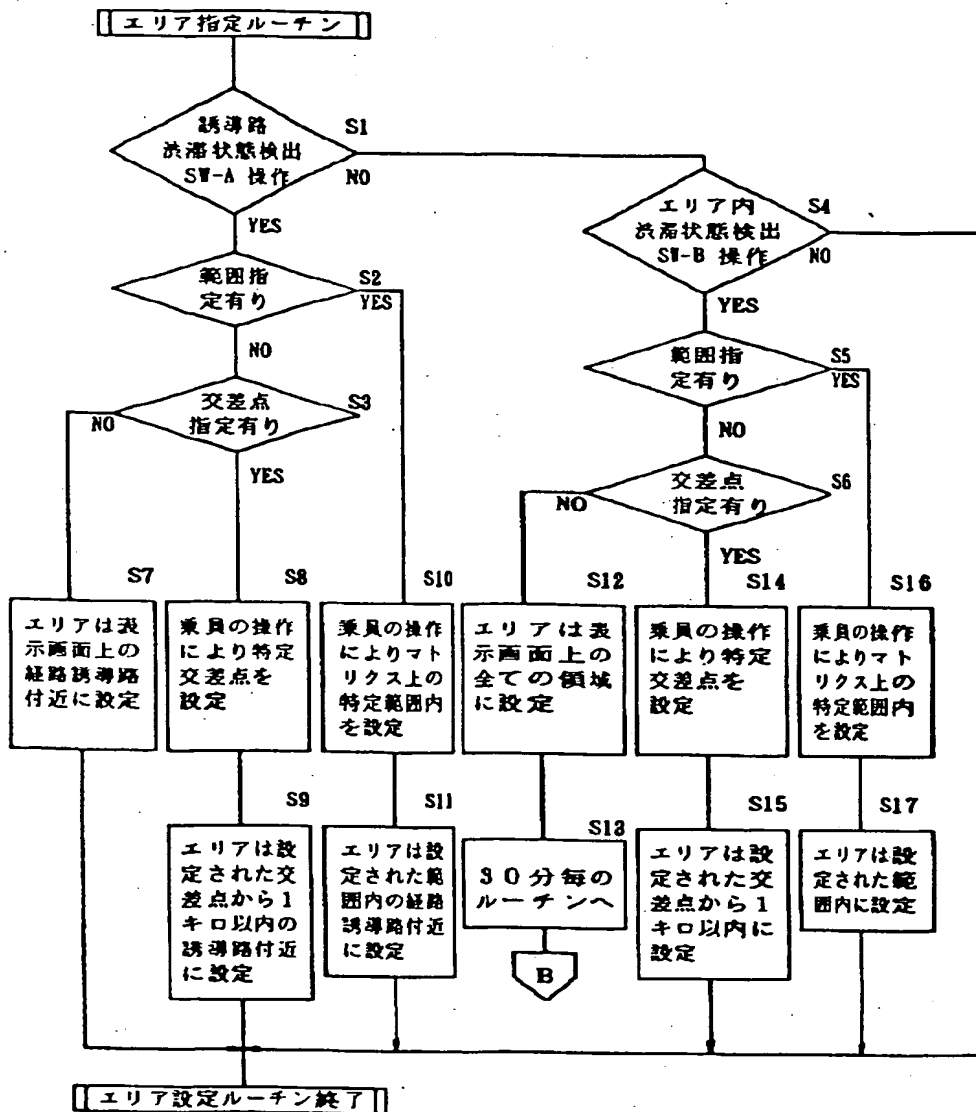 エリア指定ルーチン
誘導路
渋滞状態検出
SW-A 操作
S1
NO
YES
エリア内
渋滞状態検出
SW-B 操作
S4
NO
YES
範囲指
定有り
S2
YES
NO
範囲指
定有り
S5
YES
NO
交差点
指定有り
S3
NO
YES
交差点
指定有り
S6
NO
YES
S7
エリアは表
示画面上の
経路誘導路
付近に設定
S8
乗員の操作
により特定
交差点を
設定
S10
乗員の操作
によりマト
リクス上の
特定範囲内
を設定
S12
エリアは表
示画面上の
全ての領域
に設定
S14
乗員の操作
により特定
交差点を
設定
S16
乗員の操作
によりマト
リクス上の
特定範囲内
を設定
S9
エリアは設
定された交
差点から1
キロ以内の
誘導路付近
に設定
S11
エリアは設
定された範
囲内の経路
誘導路付近
に設定
S13
30分毎の
ルーチンへ
B
S15
エリアは設
定された交
差点から1
キロ以内に
設定
S17
エリアは設
定された範
囲内に設定
エリア設定ルーチン終了